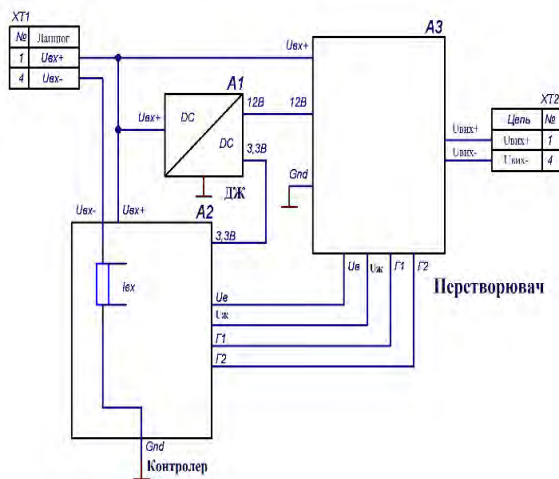 XT1
№ Ланцюг
1 Uвх+
4 Uвх-
A3
Uвх+
XT2
A1
12В
12В
Цепь №
Uвх+
DC
Uвих+
Uвих+ 1
DC
3,3В
Uвих-
Uвих- 4
Gnd
ДЖ
Uвх-
Uвх+
A2
3,3В
Uв
Uж
Г1
Г2
Перетворювач
Iвх
Uв
Uж
Г1
Г2
Gnd
Контролер